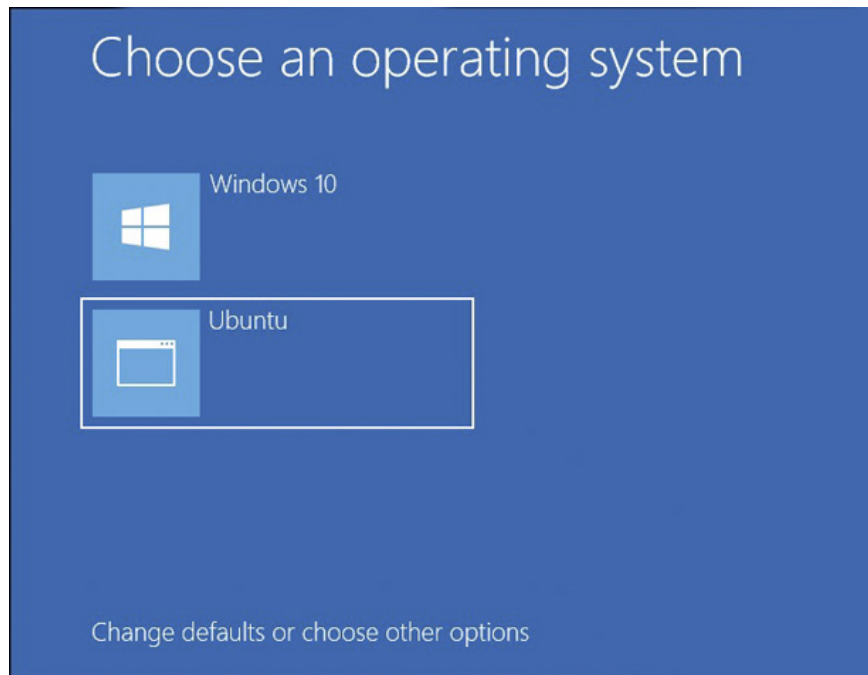 Choose an operating system
Windows 10
Ubuntu
Change defaults or choose other options